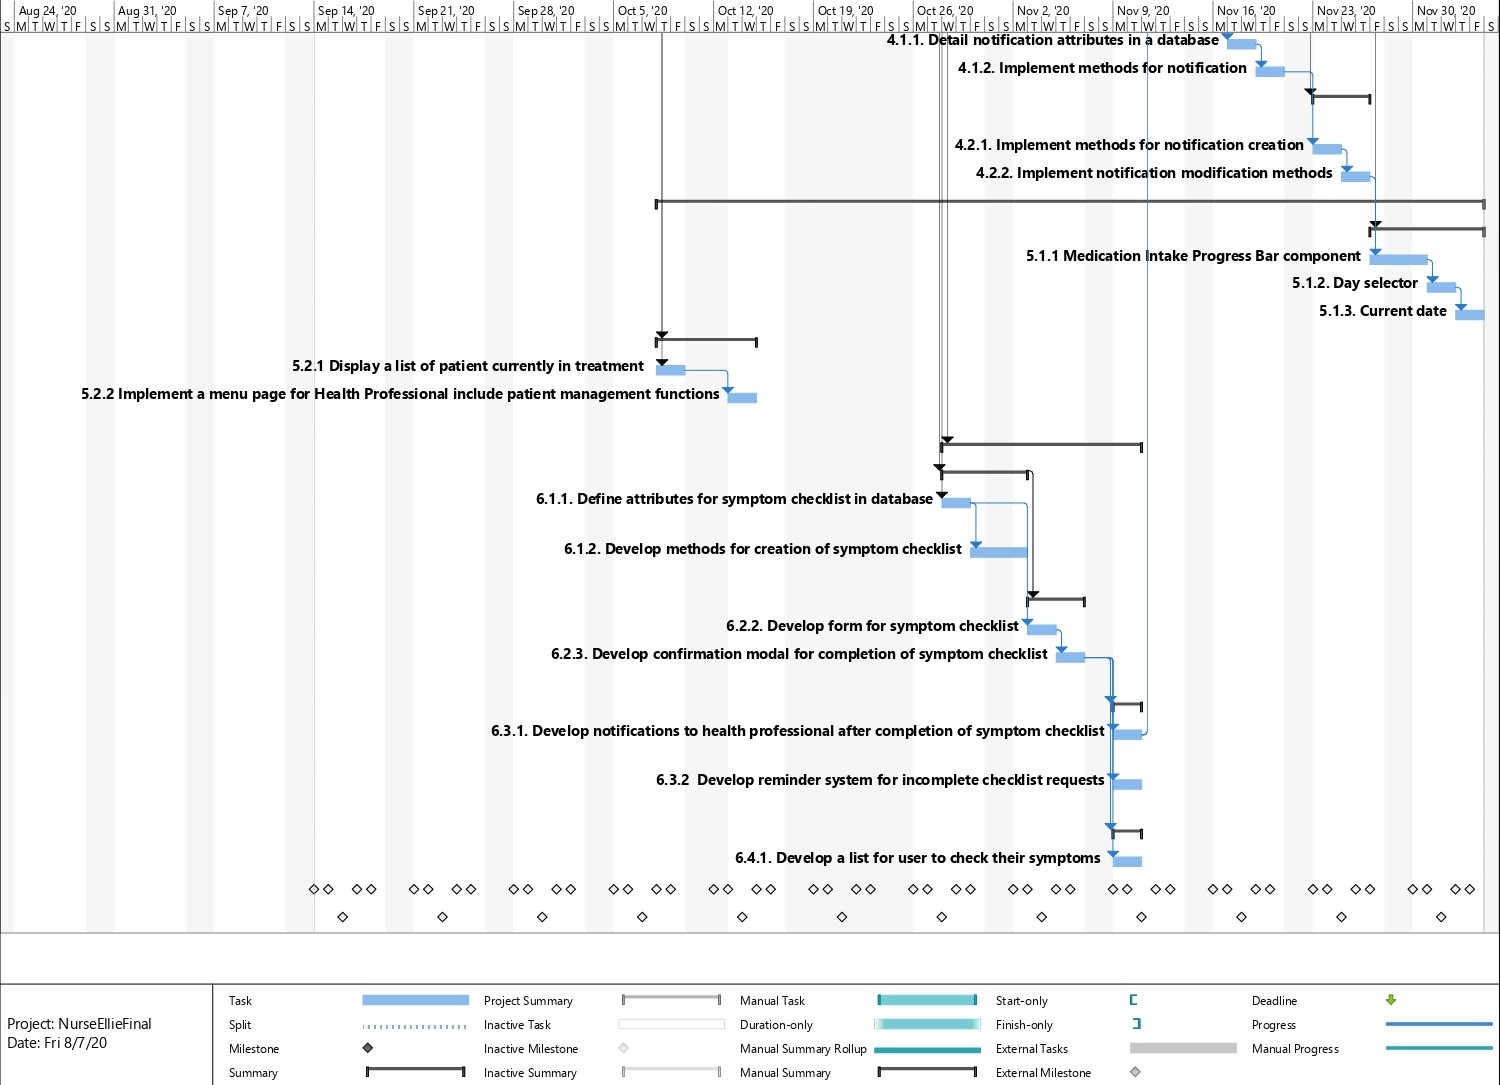 Aug 24, '20 Aug 31, '20 Sep 7, '20 Sep 14, '20 Sep 21, '20 Sep 28, '20 Oct 5, '20 Oct 12, '20 Oct 19, '20 Oct 26, '20 Nov 2, '20 Nov 9, '20 Nov 16, '20 Nov 23, '20 Nov 30, '20
S M T W T F S S M T W T F S S M T W T F S S M T W T F S S M T W T F S S M T W T F S S M T W T F S S M T W T F S S M T W T F S S M T W T F S S M T W T F S S M T W T F S S M T W T F S S M T W T F S S M T W T F S S M T W T F S
4.1.1. Detail notification attributes in a database
4.1.2. Implement methods for notification
4.2.1. Implement methods for notification creation
4.2.2. Implement notification modification methods
5.1.1 Medication Intake Progress Bar component
5.1.2. Day selector
5.1.3. Current date
5.2.1 Display a list of patient currently in treatment
5.2.2 Implement a menu page for Health Professional include patient management functions
6.1.1. Define attributes for symptom checklist in database
6.1.2. Develop methods for creation of symptom checklist
6.2.2. Develop form for symptom checklist
6.2.3. Develop confirmation modal for completion of symptom checklist
6.3.1. Develop notifications to health professional after completion of symptom checklist
6.3.2 Develop reminder system for incomplete checklist requests
6.4.1. Develop a list for user to check their symptoms
Project: NurseEllieFinal
Date: Fri 8/7/20
Task Project Summary Manual Task Start-only Deadline
Split Inactive Task Duration-only Finish-only Progress
Milestone Inactive Milestone Manual Summary Rollup External Tasks Manual Progress
Summary Inactive Summary Manual Summary External Milestone